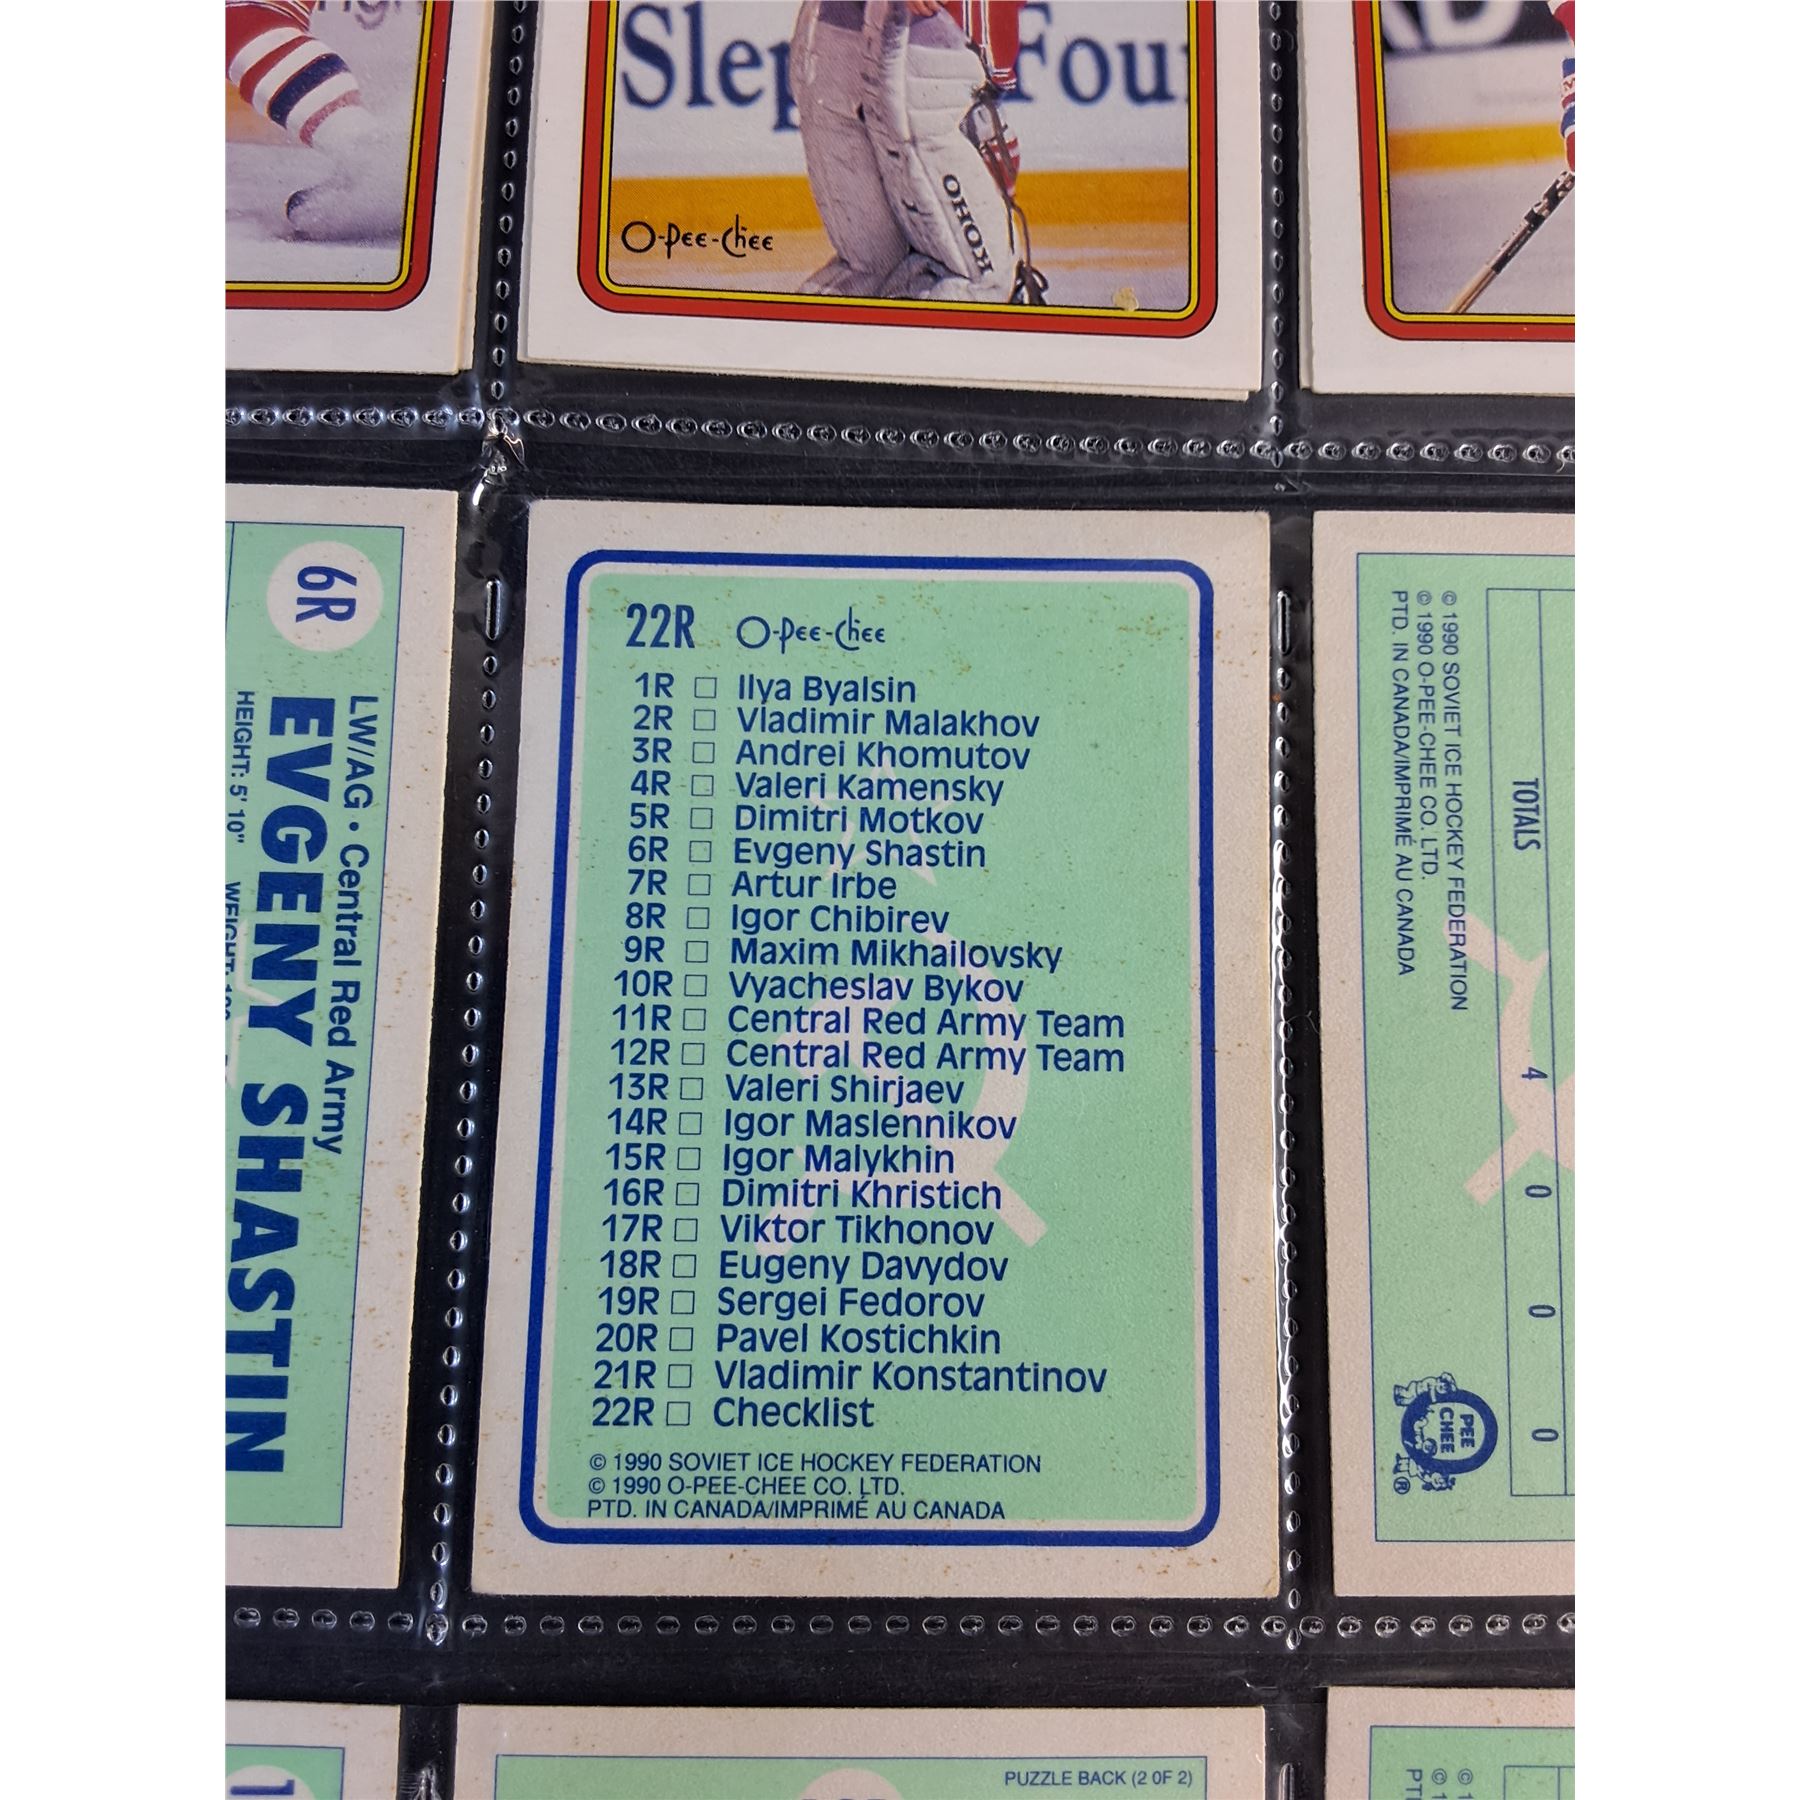 Slep Four
KOHO
O-Pee-Chee
6R
LW/AG • Central Red Army
EVGENY SHASTIN
HEIGHT: 5' 10"
WEIGHT:
22R O-Pee-Chee
1R □ Ilya Byalsin
2R □ Vladimir Malakhov
3R □ Andrei Khomutov
4R □ Valeri Kamensky
5R □ Dimitri Motkov
6R □ Evgeny Shastin
7R □ Artur Irbe
8R □ Igor Chibirev
9R □ Maxim Mikhailovsky
10R □ Vyacheslav Bykov
11R □ Central Red Army Team
12R □ Central Red Army Team
13R □ Valeri Shirjaev
14R □ Igor Maslennikov
15R □ Igor Malykhin
16R □ Dimitri Khristich
17R □ Viktor Tikhonov
18R □ Eugeny Davydov
19R □ Sergei Fedorov
20R □ Pavel Kostichkin
21R □ Vladimir Konstantinov
22R □ Checklist
© 1990 SOVIET ICE HOCKEY FEDERATION
© 1990 O-PEE-CHEE CO. LTD.
PTD. IN CANADA/IMPRIMÉ AU CANADA
TOTALS 4 0 0 0
© 1990 SOVIET ICE HOCKEY FEDERATION
© 1990 O-PEE-CHEE CO. LTD.
PTD. IN CANADA/IMPRIMÉ AU CANADA
O PEE CHEE ®
PUZZLE BACK (2 OF 2)